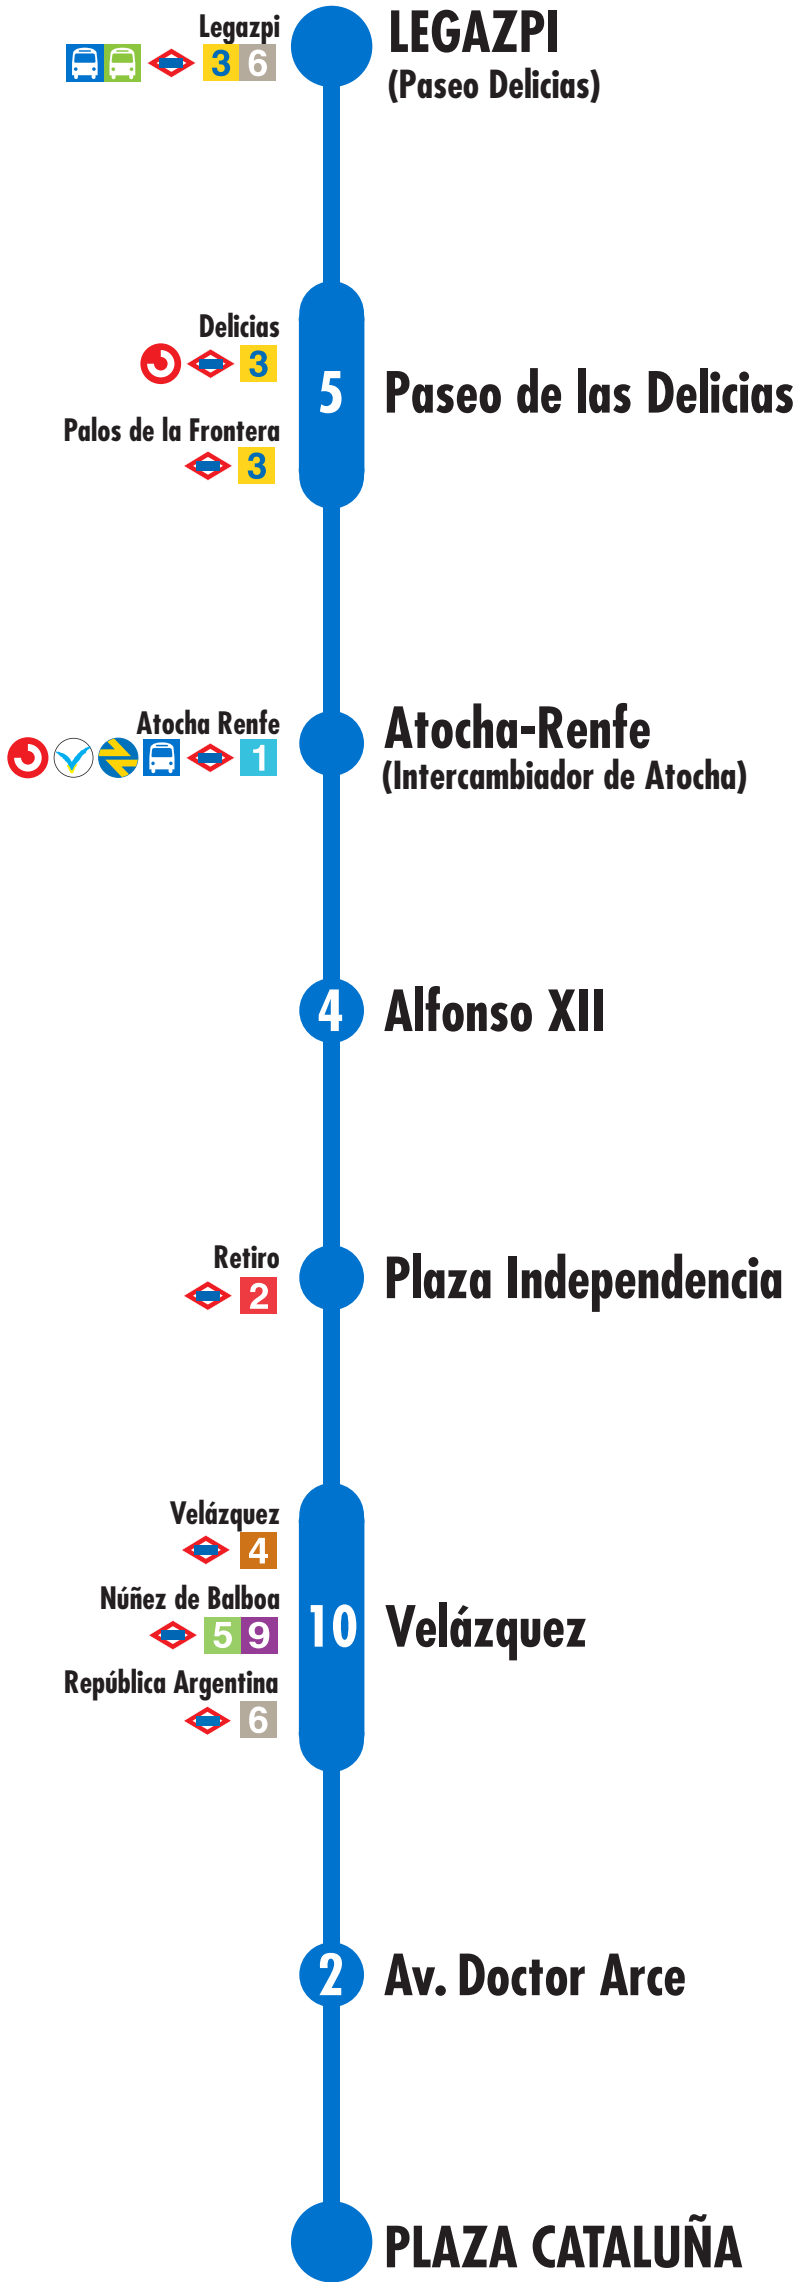 Legazpi
3 6
LEGAZPI
(Paseo Delicias)
Delicias
3
Palos de la Frontera
3
5
Paseo de las Delicias
Atocha Renfe
1
Atocha-Renfe
(Intercambiador de Atocha)
4
Alfonso XII
Retiro
2
Plaza Independencia
Velázquez
4
Núñez de Balboa
5 9
República Argentina
6
10
Velázquez
2
Av. Doctor Arce
PLAZA CATALUÑA